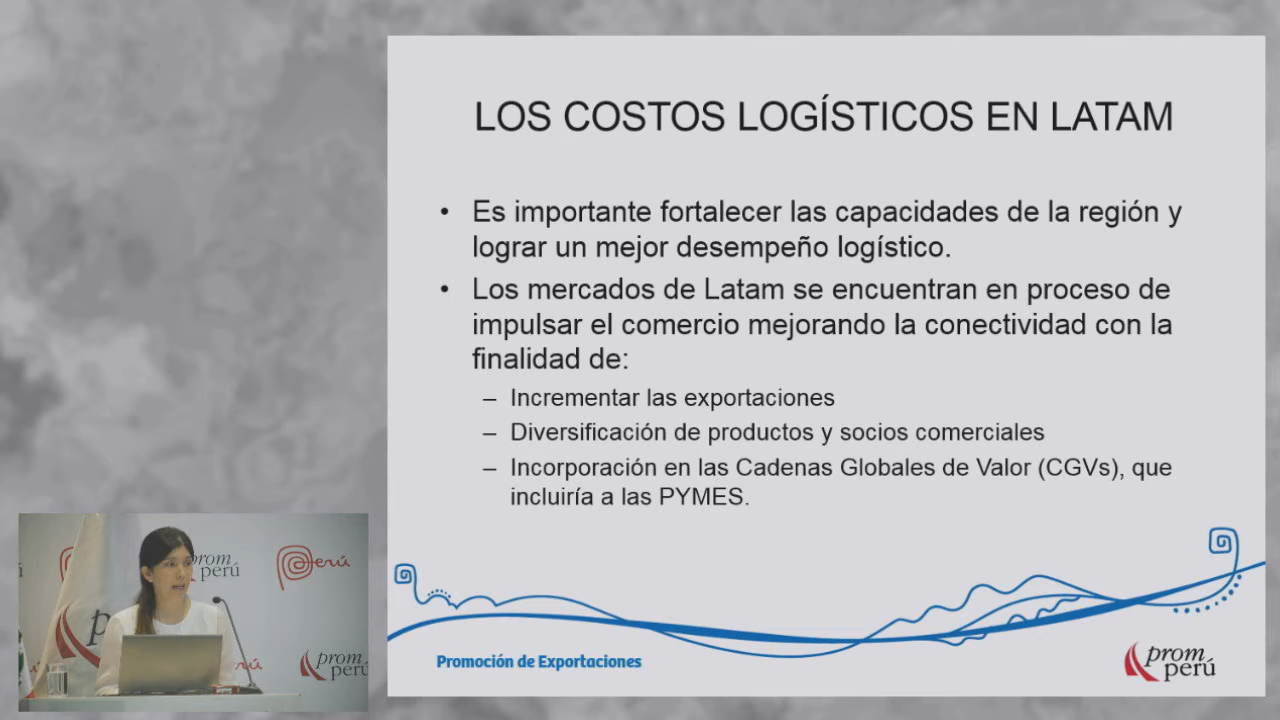 LOS COSTOS LOGÍSTICOS EN LATAM
• Es importante fortalecer las capacidades de la región y
lograr un mejor desempeño logístico.
• Los mercados de Latam se encuentran en proceso de
impulsar el comercio mejorando la conectividad con la
finalidad de:
– Incrementar las exportaciones
– Diversificación de productos y socios comerciales
– Incorporación en las Cadenas Globales de Valor (CGVs), que
incluiría a las PYMES.
Promoción de Exportaciones
prom
perú
prom
perú
Perú
prom
perú